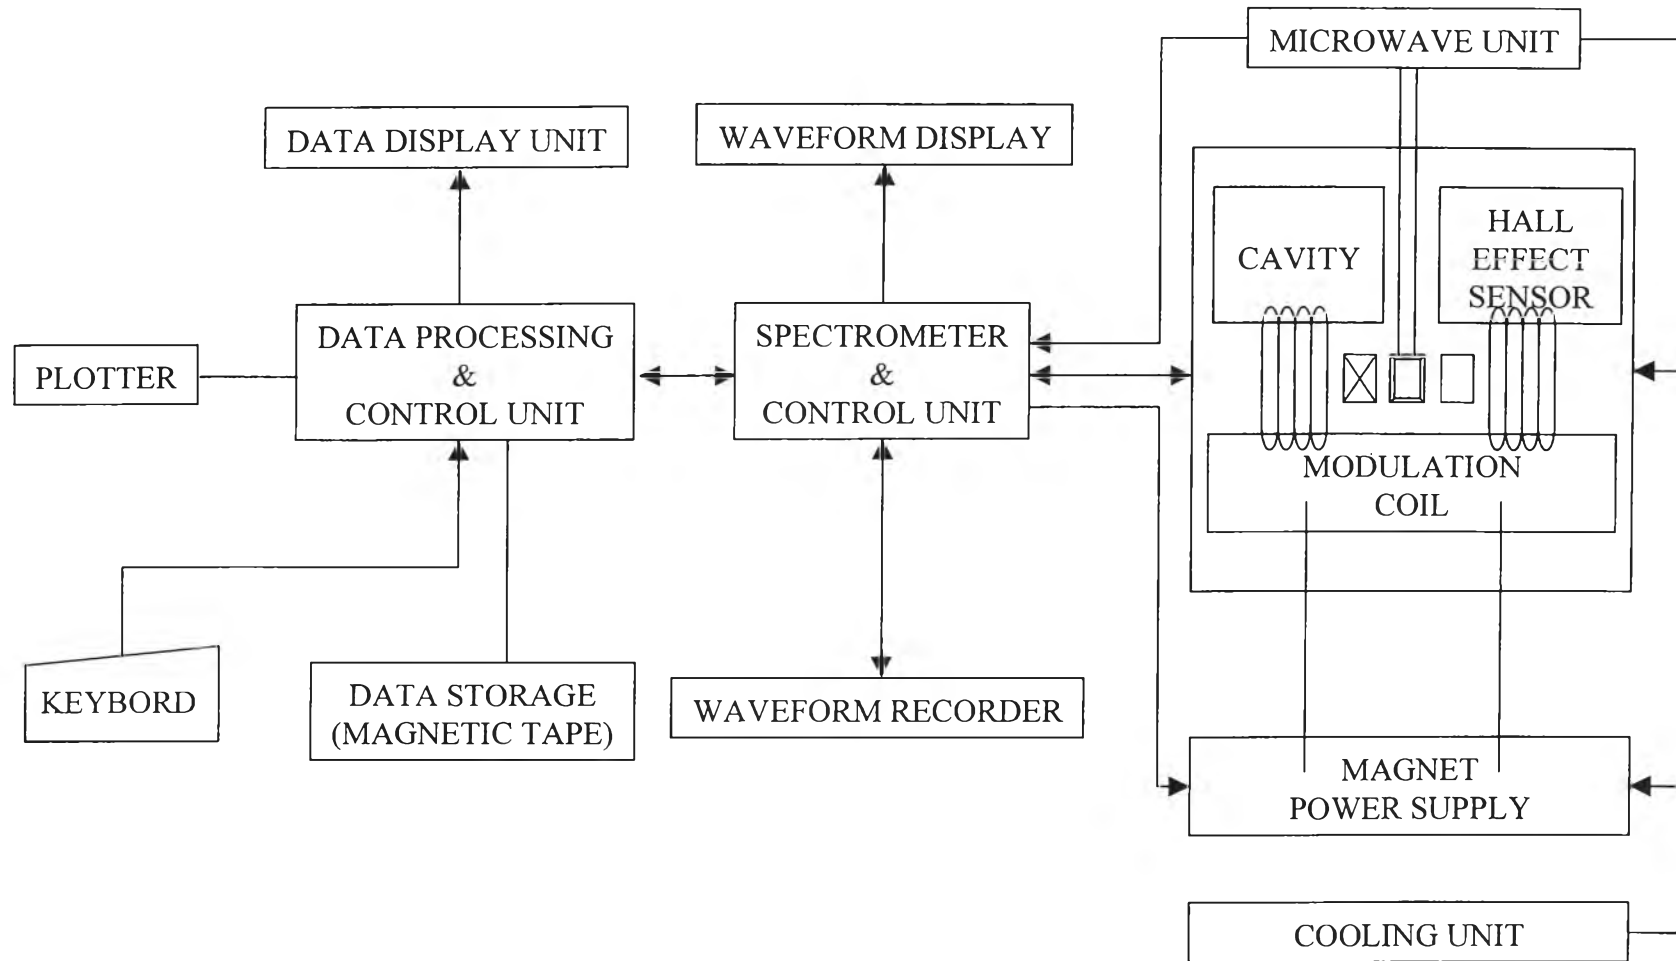 MICROWAVE UNIT
DATA DISPLAY UNIT
WAVEFORM DISPLAY
CAVITY
HALL
EFFECT
SENSOR
PLOTTER
DATA PROCESSING
&
CONTROL UNIT
SPECTROMETER
&
CONTROL UNIT
MODULATION
COIL
KEYBORD
DATA STORAGE
(MAGNETIC TAPE)
WAVEFORM RECORDER
MAGNET
POWER SUPPLY
COOLING UNIT